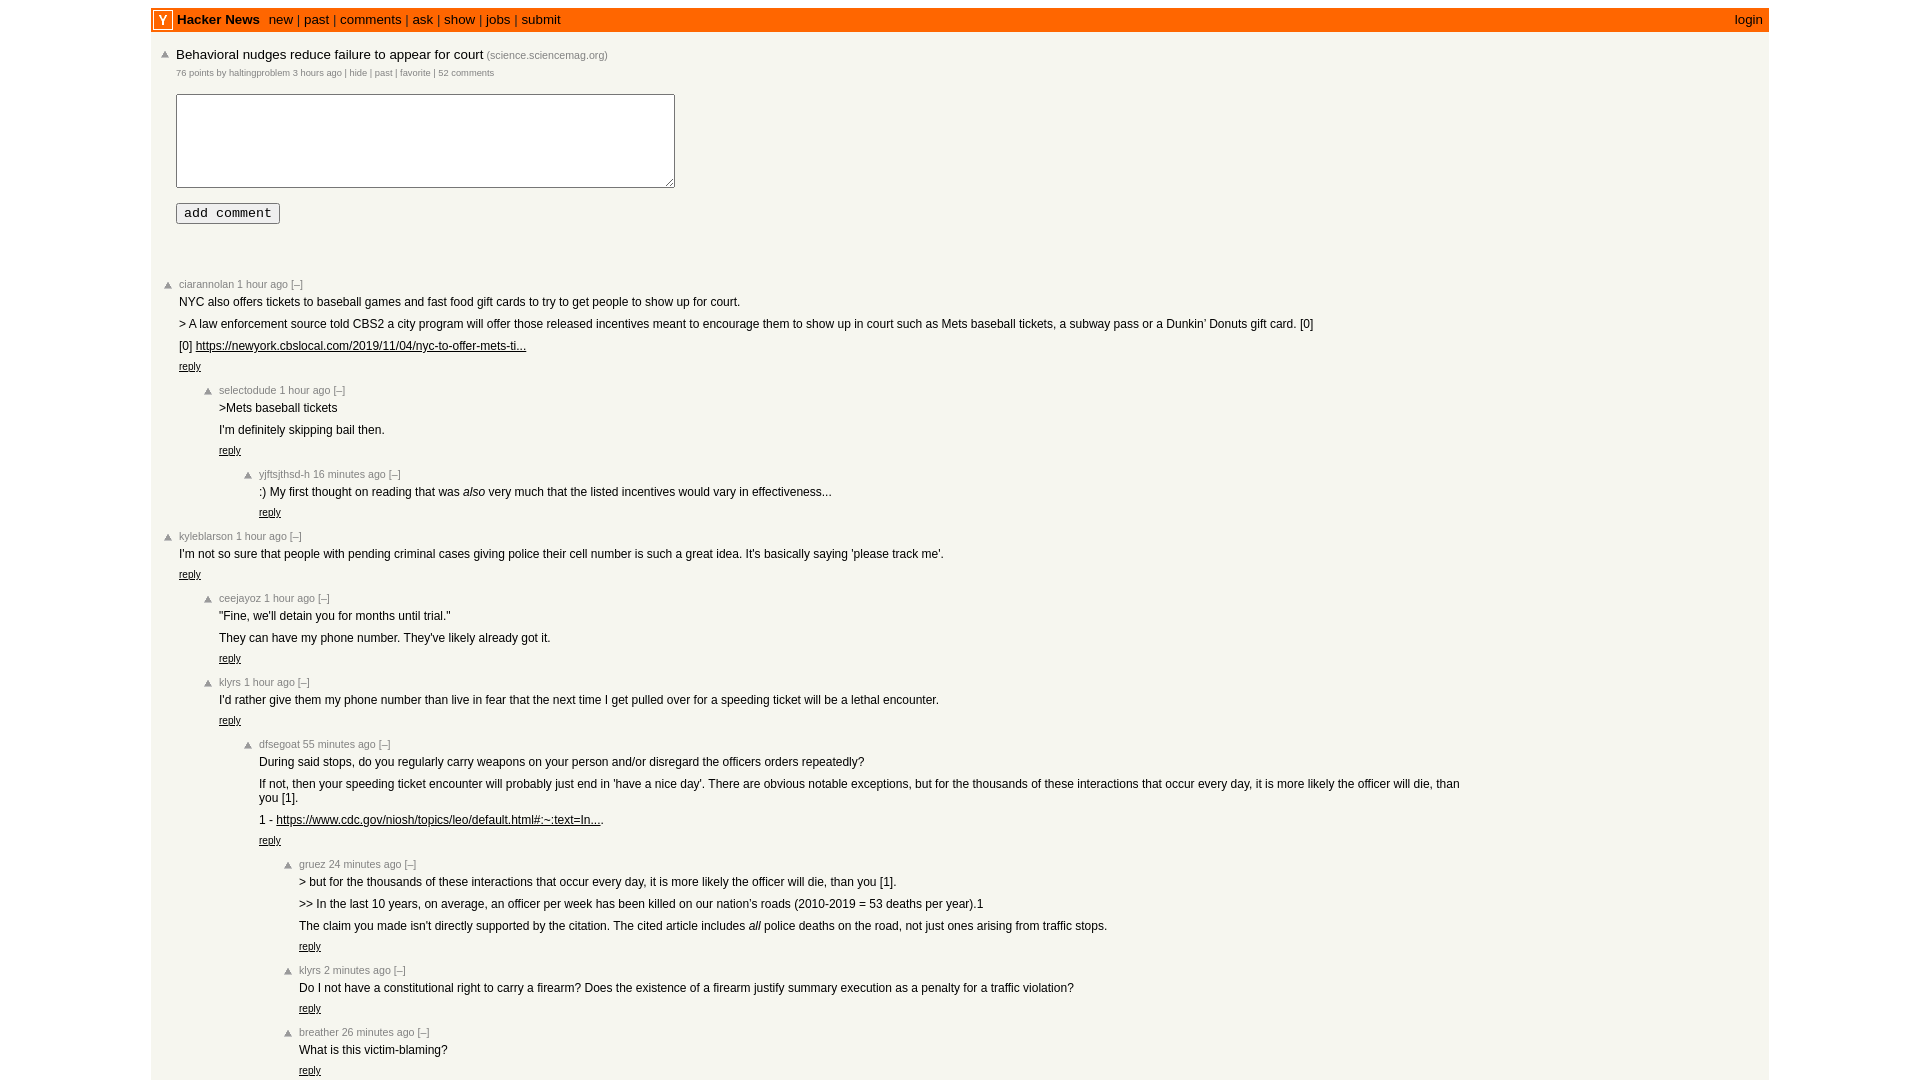 Y Hacker News new | past | comments | ask | show | jobs | submit login
Behavioral nudges reduce failure to appear for court (science.sciencemag.org)
76 points by haltingproblem 3 hours ago | hide | past | favorite | 52 comments
add comment
ciarannolan 1 hour ago [–]
NYC also offers tickets to baseball games and fast food gift cards to try to get people to show up for court.
> A law enforcement source told CBS2 a city program will offer those released incentives meant to encourage them to show up in court such as Mets baseball tickets, a subway pass or a Dunkin’ Donuts gift card. [0]
[0] https://newyork.cbslocal.com/2019/11/04/nyc-to-offer-mets-ti...
reply
selectodude 1 hour ago [–]
>Mets baseball tickets
I'm definitely skipping bail then.
reply
yjftsjthsd-h 16 minutes ago [–]
:) My first thought on reading that was also very much that the listed incentives would vary in effectiveness...
reply
kyleblarson 1 hour ago [–]
I'm not so sure that people with pending criminal cases giving police their cell number is such a great idea. It's basically saying 'please track me'.
reply
ceejayoz 1 hour ago [–]
"Fine, we'll detain you for months until trial."
They can have my phone number. They've likely already got it.
reply
klyrs 1 hour ago [–]
I'd rather give them my phone number than live in fear that the next time I get pulled over for a speeding ticket will be a lethal encounter.
reply
dfsegoat 55 minutes ago [–]
During said stops, do you regularly carry weapons on your person and/or disregard the officers orders repeatedly?
If not, then your speeding ticket encounter will probably just end in 'have a nice day'. There are obvious notable exceptions, but for the thousands of these interactions that occur every day, it is more likely the officer will die, than
you [1].
1 - https://www.cdc.gov/niosh/topics/leo/default.html#:~:text=In....
reply
gruez 24 minutes ago [–]
> but for the thousands of these interactions that occur every day, it is more likely the officer will die, than you [1].
>> In the last 10 years, on average, an officer per week has been killed on our nation’s roads (2010-2019 = 53 deaths per year).1
The claim you made isn't directly supported by the citation. The cited article includes all police deaths on the road, not just ones arising from traffic stops.
reply
klyrs 2 minutes ago [–]
Do I not have a constitutional right to carry a firearm? Does the existence of a firearm justify summary execution as a penalty for a traffic violation?
reply
breather 26 minutes ago [–]
What is this victim-blaming?
reply